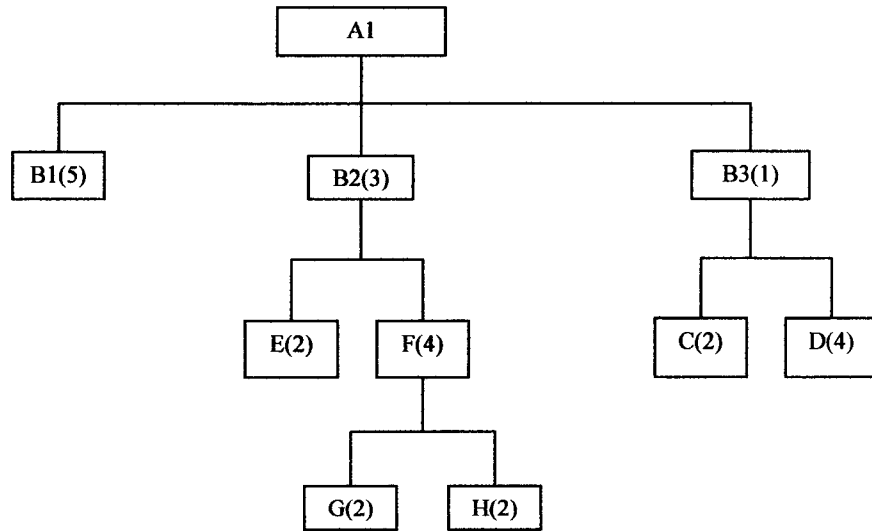 A1
B1(5)
B2(3)
B3(1)
E(2)
F(4)
C(2)
D(4)
G(2)
H(2)